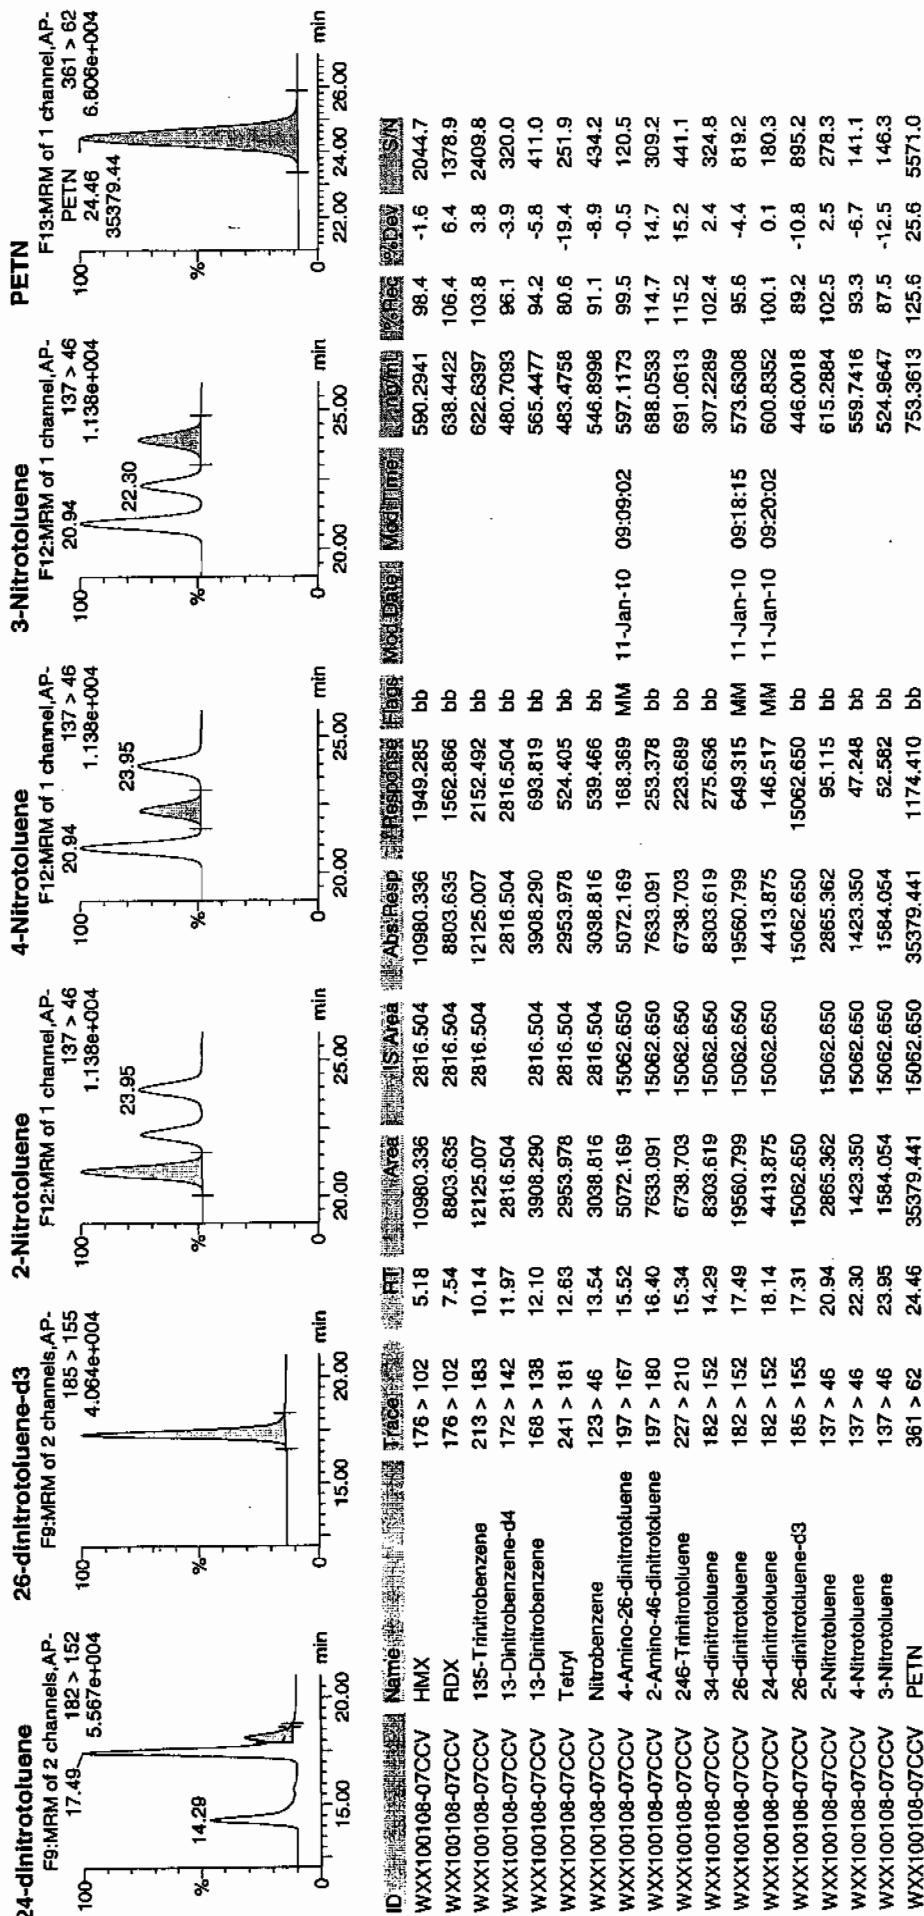 24-dinitrotoluene
F9:MRM of 2 channels,AP-
182 > 152
5.567e+004
17.49
14.29
100
%
0
15.00 20.00 min
26-dinitrotoluene-d3
F9:MRM of 2 channels,AP-
185 > 155
4.064e+004
100
%
0
15.00 20.00 min
2-Nitrotoluene
F12:MRM of 1 channel,AP-
137 > 46
1.138e+004
23.95
100
%
0
20.00 25.00 min
4-Nitrotoluene
F12:MRM of 1 channel,AP-
137 > 46
1.138e+004
20.94
23.95
100
%
0
20.00 25.00 min
3-Nitrotoluene
F12:MRM of 1 channel,AP-
137 > 46
1.138e+004
20.94
22.30
100
%
0
20.00 25.00 min
PETN
F13:MRM of 1 channel,AP-
361 > 62
6.606e+004
PETN
24.46
35379.44
100
%
0
22.00 24.00 26.00 min
ID Name Trace RT Area IS Area Abs.Resp Response Flags Mod.Date Mod.Time ng/mL %Rec %Dev S/N
WXX100108-07CCV HMX 176 > 102 5.18 10980.336 2816.504 10980.336 1949.285 bb 590.2941 98.4 -1.6 2044.7
WXX100108-07CCV RDX 176 > 102 7.54 8803.635 2816.504 8803.635 1562.866 bb 638.4422 106.4 6.4 1378.9
WXX100108-07CCV 135-Trinitrobenzene 213 > 183 10.14 12125.007 2816.504 12125.007 2152.492 bb 622.6397 103.8 3.8 2409.8
WXX100108-07CCV 13-Dinitrobenzene-d4 172 > 142 11.97 2816.504 2816.504 2816.504 bb 480.7093 96.1 -3.9 320.0
WXX100108-07CCV 13-Dinitrobenzene 168 > 138 12.10 3908.290 2816.504 3908.290 693.819 bb 565.4477 94.2 -5.8 411.0
WXX100108-07CCV Tetryl 241 > 181 12.63 2953.978 2816.504 2953.978 524.405 bb 483.4758 80.6 -19.4 251.9
WXX100108-07CCV Nitrobenzene 123 > 46 13.54 3038.816 2816.504 3038.816 539.466 bb 546.8998 91.1 -8.9 434.2
WXX100108-07CCV 4-Amino-26-dinitrotoluene 197 > 167 15.52 5072.169 15062.650 5072.169 168.369 MM 11-Jan-10 09:09:02 597.1173 99.5 -0.5 120.5
WXX100108-07CCV 2-Amino-46-dinitrotoluene 197 > 180 16.40 7633.091 15062.650 7633.091 253.378 bb 688.0533 114.7 14.7 309.2
WXX100108-07CCV 246-Trinitrotoluene 227 > 210 15.34 6738.703 15062.650 6738.703 223.689 bb 691.0613 115.2 15.2 441.1
WXX100108-07CCV 34-dinitrotoluene 182 > 152 14.29 8303.619 15062.650 8303.619 275.636 bb 307.2289 102.4 2.4 324.8
WXX100108-07CCV 26-dinitrotoluene 182 > 152 17.49 19560.799 15062.650 19560.799 649.315 MM 11-Jan-10 09:18:15 573.6308 95.6 -4.4 819.2
WXX100108-07CCV 24-dinitrotoluene 182 > 152 18.14 4413.875 15062.650 4413.875 146.517 MM 11-Jan-10 09:20:02 600.8352 100.1 0.1 180.3
WXX100108-07CCV 26-dinitrotoluene-d3 185 > 155 17.31 15062.650 15062.650 15062.650 bb 446.0018 89.2 -10.8 895.2
WXX100108-07CCV 2-Nitrotoluene 137 > 46 20.94 2865.362 15062.650 2865.362 95.115 bb 615.2884 102.5 2.5 278.3
WXX100108-07CCV 4-Nitrotoluene 137 > 46 22.30 1423.350 15062.650 1423.350 47.248 bb 559.7416 93.3 -6.7 141.1
WXX100108-07CCV 3-Nitrotoluene 137 > 46 23.95 1584.054 15062.650 1584.054 52.582 bb 524.9647 87.5 -12.5 146.3
WXX100108-07CCV PETN 361 > 62 24.46 35379.441 15062.650 35379.441 1174.410 bb 753.3613 125.6 25.6 5571.0